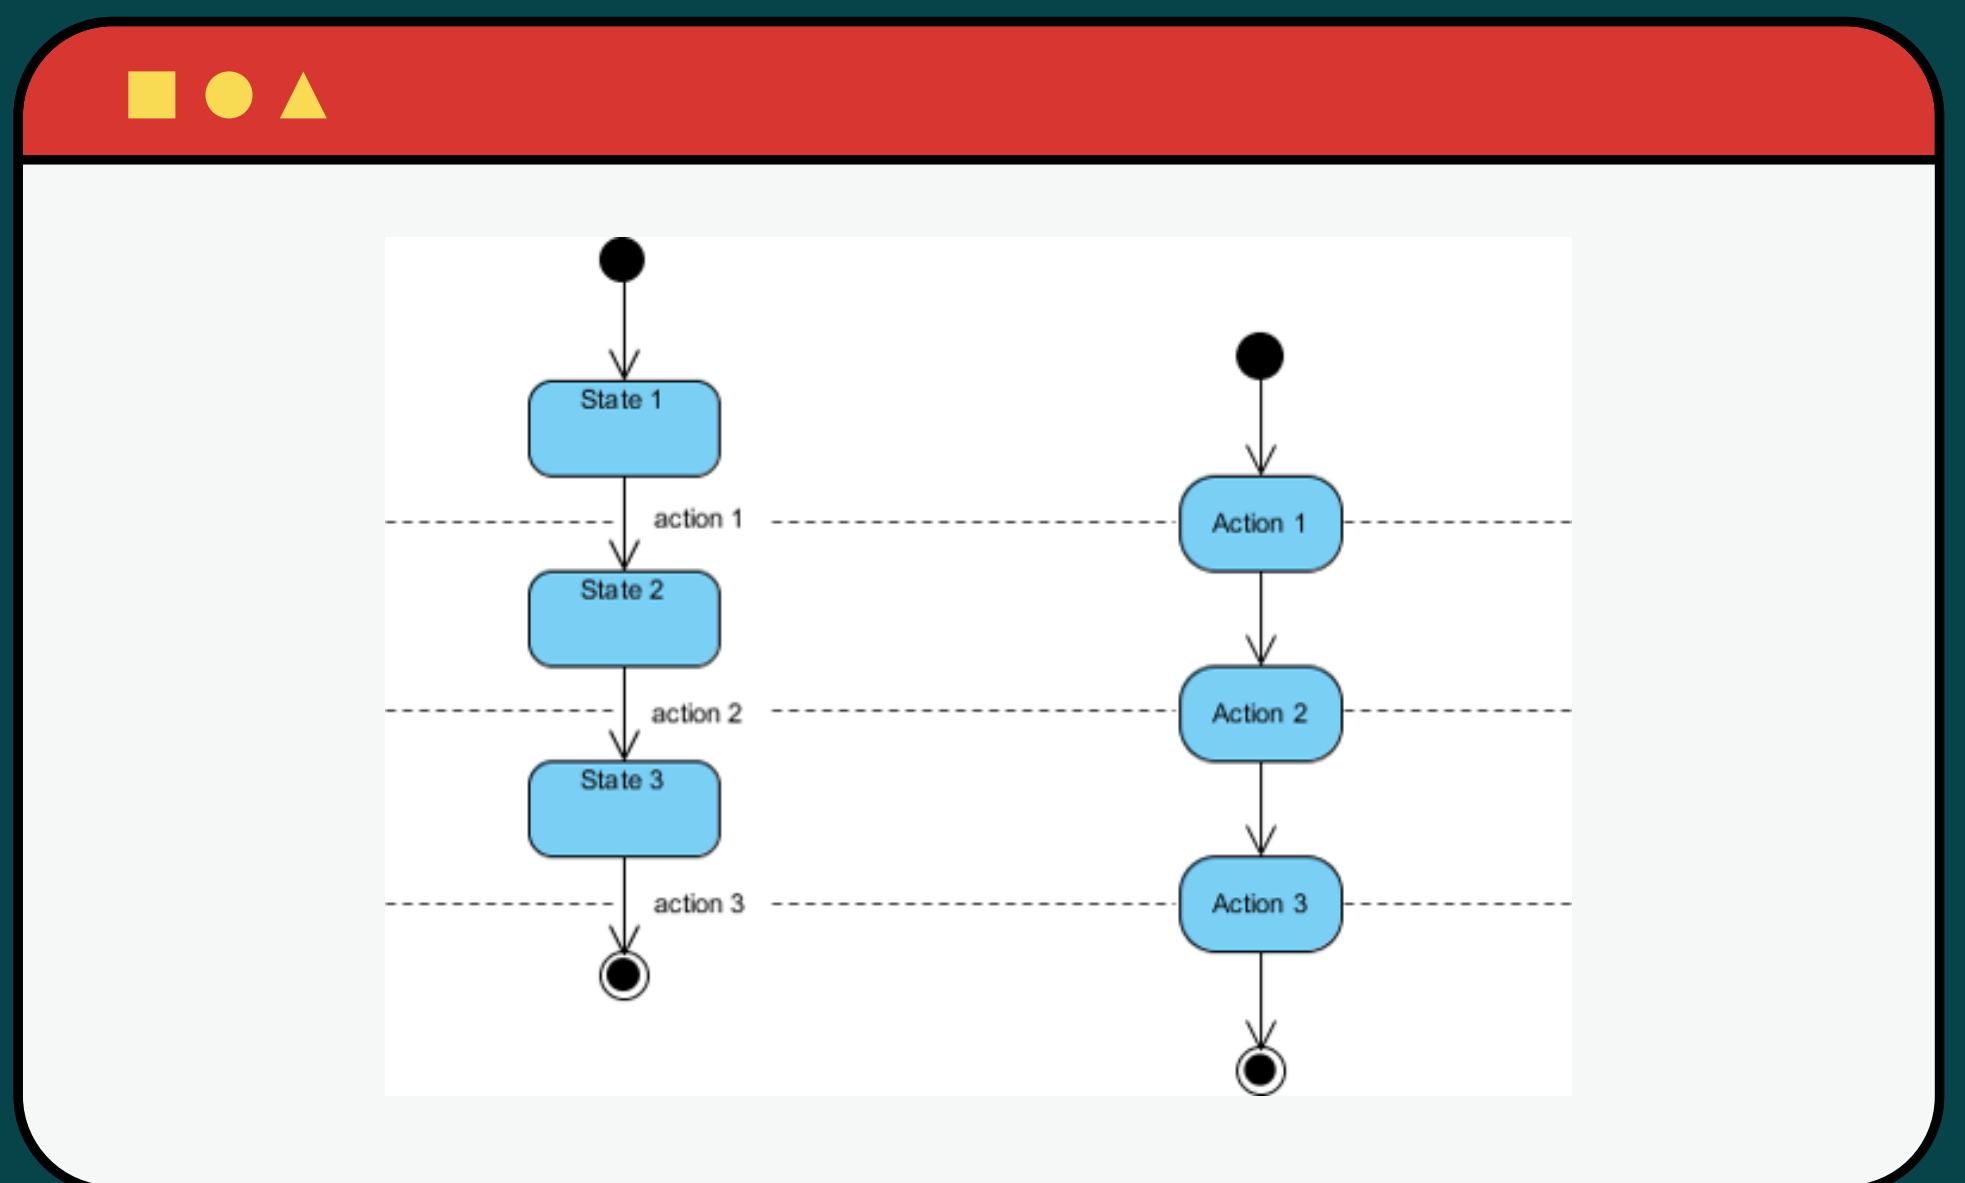 State 1
action 1
Action 1
State 2
action 2
Action 2
State 3
action 3
Action 3